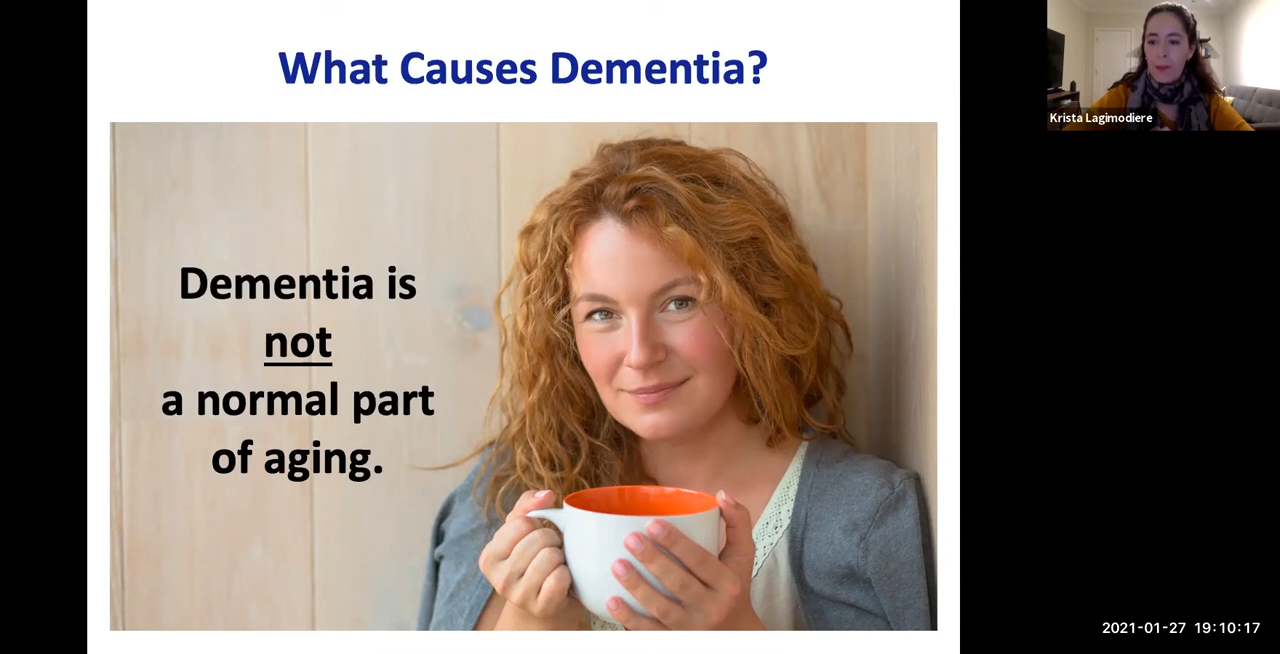 What Causes Dementia?
Krista Lagimodiere
Dementia is
not
a normal part
of aging.
2021-01-27 19:10:17